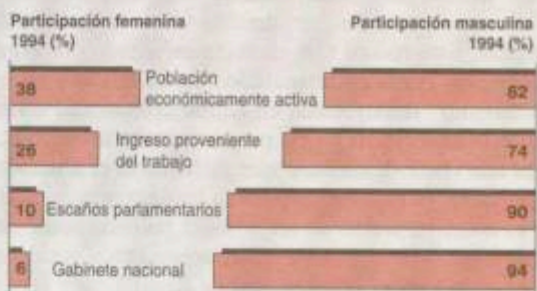 Participación femenina
1994 (%)
Participación masculina
1994 (%)
38
Población
económicamente activa
62
26
Ingreso proveniente
del trabajo
74
10
Escaños parlamentarios
90
6
Gabinete nacional
94